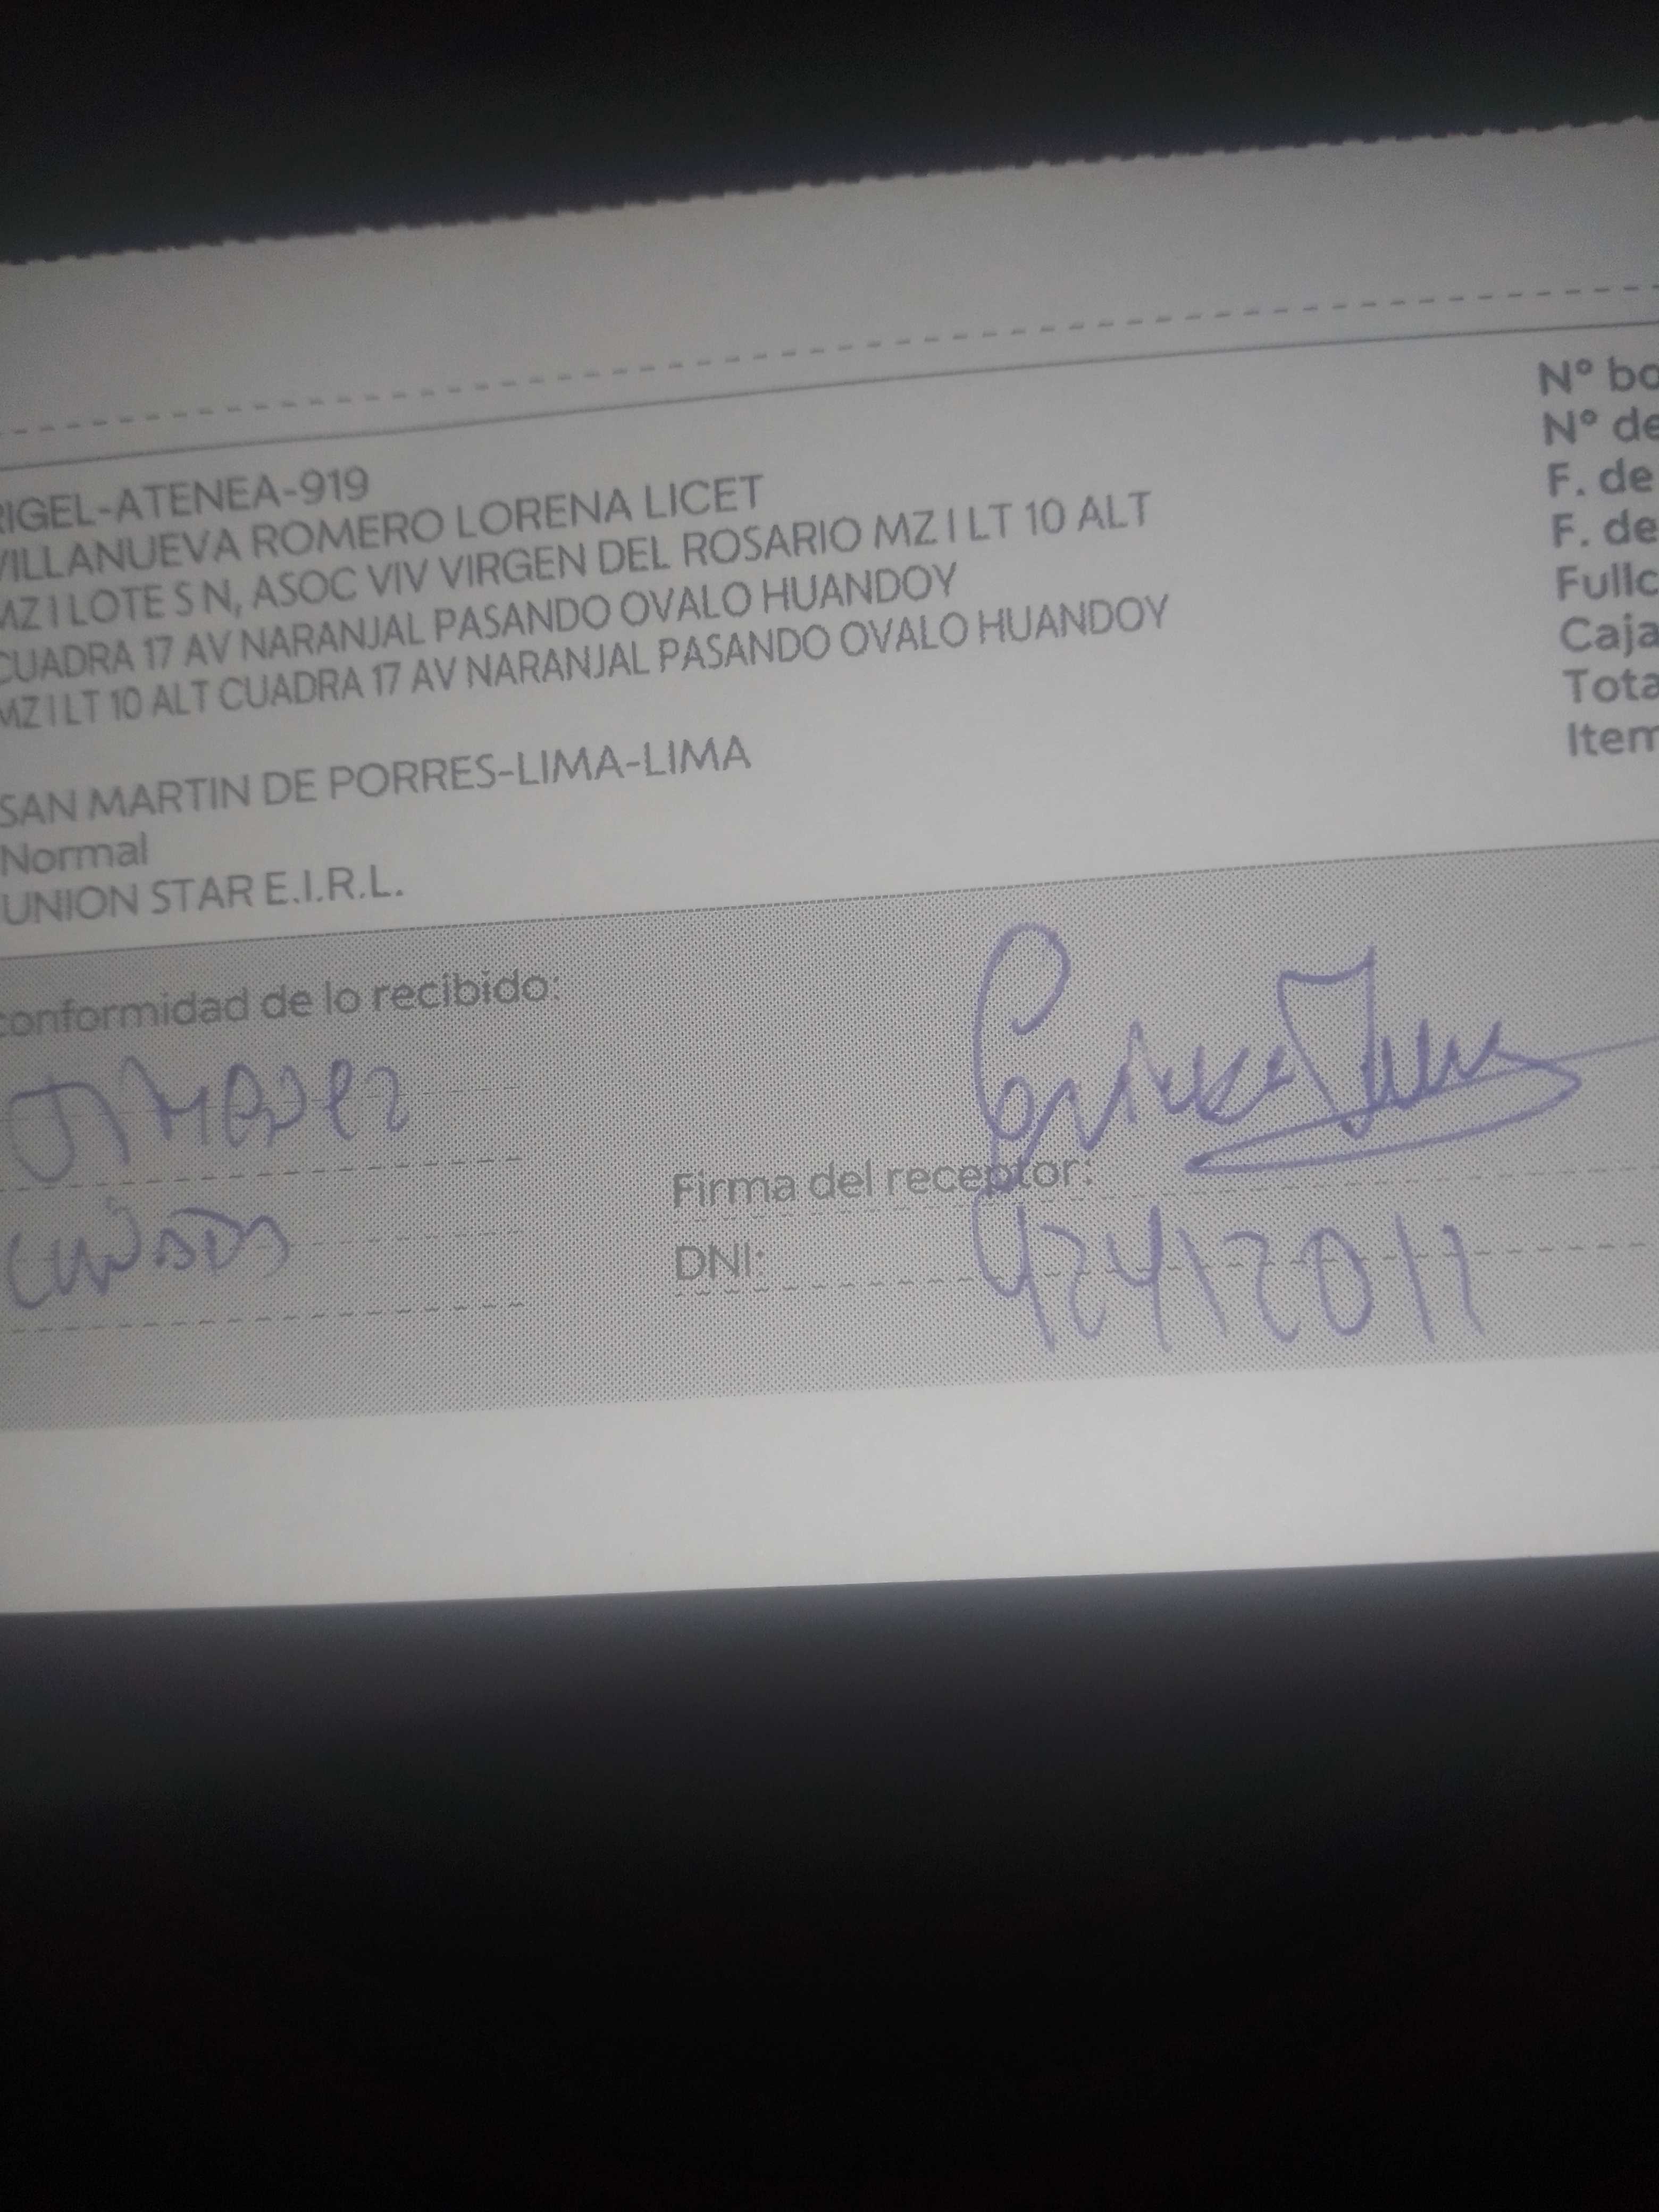 RIGEL-ATENEA-919
VILLANUEVA ROMERO LORENA LICET
MZ I LOTE S N, ASOC VIV VIRGEN DEL ROSARIO MZ I LT 10 ALT
CUADRA 17 AV NARANJAL PASANDO OVALO HUANDOY
MZ I LT 10 ALT CUADRA 17 AV NARANJAL PASANDO OVALO HUANDOY
SAN MARTIN DE PORRES-LIMA-LIMA
Normal
UNION STAR E.I.R.L.
Nº bo
Nº de
F. de
F. de
Fullc
Caja
Tota
Item
conformidad de lo recibido:
Firma del receptor:
DNI: 42412011